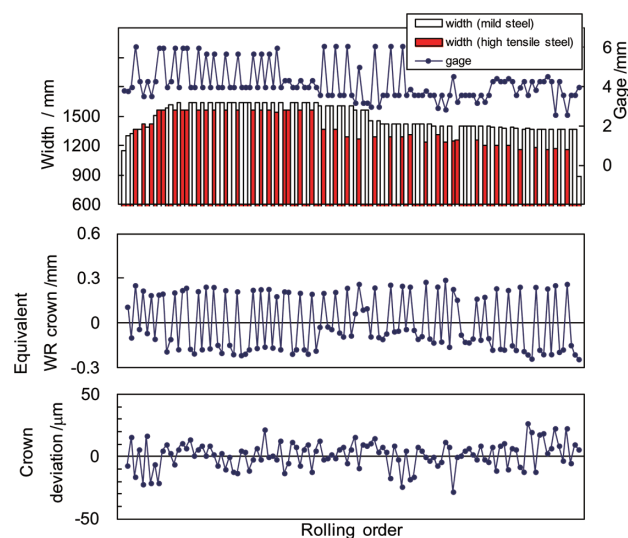 width (mild steel)
width (high tensile steel)
gage
Width / mm
1500
1200
900
600
6
4
2
0
Gage /mm
Equivalent
WR crown /mm
0.6
0.3
0
-0.3
Crown
deviation /μm
50
0
-50
Rolling order